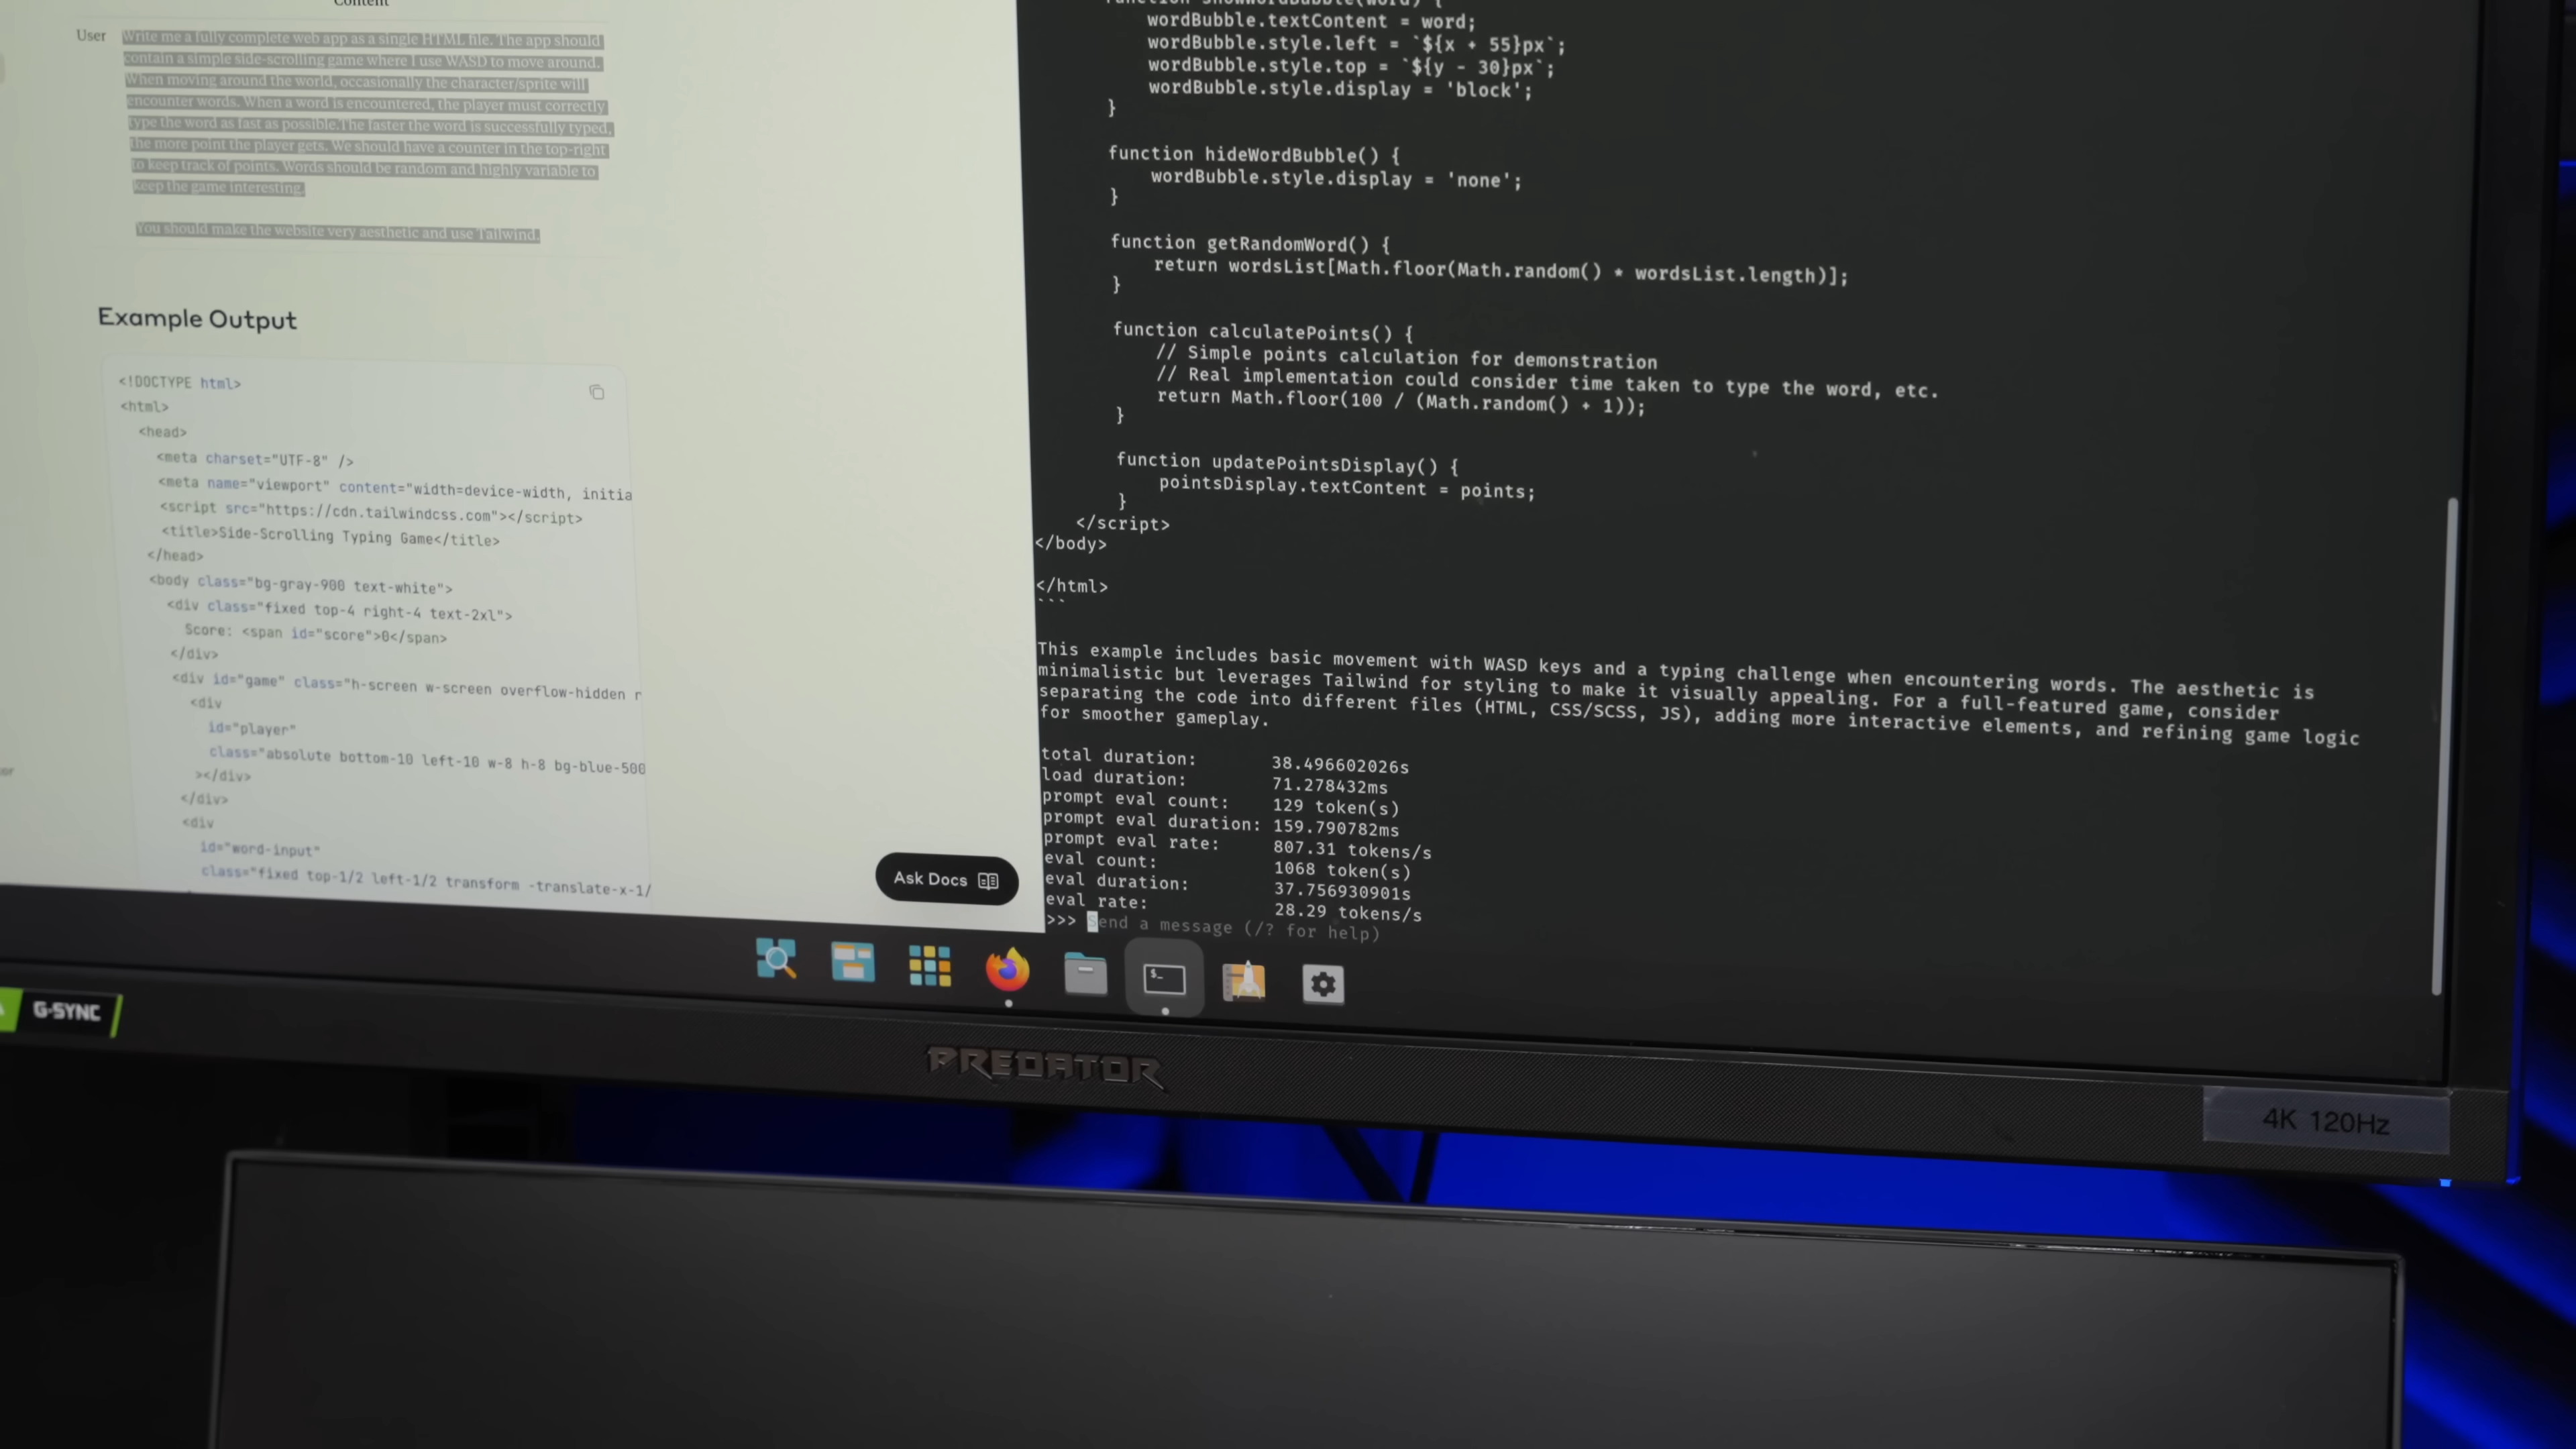 Content
User
Write me a fully complete web app as a single HTML file. The app should
contain a simple side-scrolling game where I use WASD to move around.
When moving around the world, occasionally the character/sprite will
encounter words. When a word is encountered, the player must correctly
type the word as fast as possible.The faster the word is successfully typed,
the more point the player gets. We should have a counter in the top-right
to keep track of points. Words should be random and highly variable to
keep the game interesting.
You should make the website very aesthetic and use Tailwind.
Example Output
<!DOCTYPE html>
<html>
<head>
<meta charset="UTF-8" />
<meta name="viewport" content="width=device-width, initia
<script src="https://cdn.tailwindcss.com"></script>
<title>Side-Scrolling Typing Game</title>
</head>
<body class="bg-gray-900 text-white">
<div class="fixed top-4 right-4 text-2xl">
Score: <span id="score">0</span>
</div>
<div id="game" class="h-screen w-screen overflow-hidden r
<div
id="player"
class="absolute bottom-10 left-10 w-8 h-8 bg-blue-500
></div>
</div>
<div
id="word-input"
class="fixed top-1/2 left-1/2 transform -translate-x-1/
Ask Docs
function showWordBubble(word) {
wordBubble.textContent = word;
wordBubble.style.left = `${x + 55}px`;
wordBubble.style.top = `${y - 30}px`;
wordBubble.style.display = 'block';
}
function hideWordBubble() {
wordBubble.style.display = 'none';
}
function getRandomWord() {
return wordsList[Math.floor(Math.random() * wordsList.length)];
}
function calculatePoints() {
// Simple points calculation for demonstration
// Real implementation could consider time taken to type the word, etc.
return Math.floor(100 / (Math.random() + 1));
}
function updatePointsDisplay() {
pointsDisplay.textContent = points;
}
</script>
</body>
</html>
```
This example includes basic movement with WASD keys and a typing challenge when encountering words. The aesthetic is
minimalistic but leverages Tailwind for styling to make it visually appealing. For a full-featured game, consider
separating the code into different files (HTML, CSS/SCSS, JS), adding more interactive elements, and refining game logic
for smoother gameplay.
total duration: 38.496602026s
load duration: 71.278432ms
prompt eval count: 129 token(s)
prompt eval duration: 159.790782ms
prompt eval rate: 807.31 tokens/s
eval count: 1068 token(s)
eval duration: 37.756930901s
eval rate: 28.29 tokens/s
>>> Send a message (/? for help)
$_
G-SYNC
PREDATOR
4K 120Hz